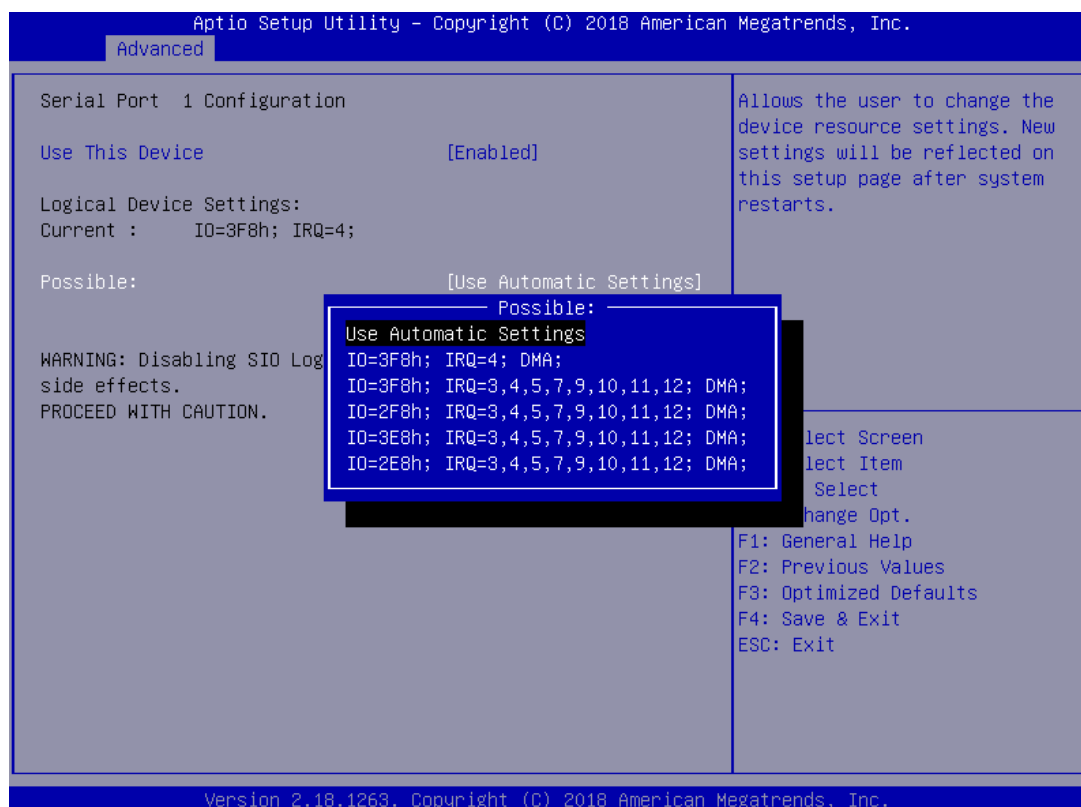 Aptio Setup Utility – Copyright (C) 2018 American Megatrends, Inc.
Advanced
Serial Port 1 Configuration
Use This Device [Enabled]
Logical Device Settings:
Current : IO=3F8h; IRQ=4;
Possible: [Use Automatic Settings]
WARNING: Disabling SIO Log
side effects.
PROCEED WITH CAUTION.
Possible:
Use Automatic Settings
IO=3F8h; IRQ=4; DMA;
IO=3F8h; IRQ=3,4,5,7,9,10,11,12; DMA;
IO=2F8h; IRQ=3,4,5,7,9,10,11,12; DMA;
IO=3E8h; IRQ=3,4,5,7,9,10,11,12; DMA;
IO=2E8h; IRQ=3,4,5,7,9,10,11,12; DMA;
Allows the user to change the
device resource settings. New
settings will be reflected on
this setup page after system
restarts.
lect Screen
lect Item
Select
hange Opt.
F1: General Help
F2: Previous Values
F3: Optimized Defaults
F4: Save & Exit
ESC: Exit
Version 2.18.1263. Copyright (C) 2018 American Megatrends, Inc.